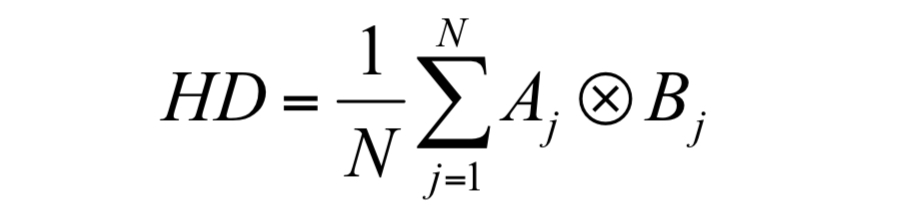 HD = \frac{1}{N} \sum_{j=1}^{N} A_j \otimes B_j